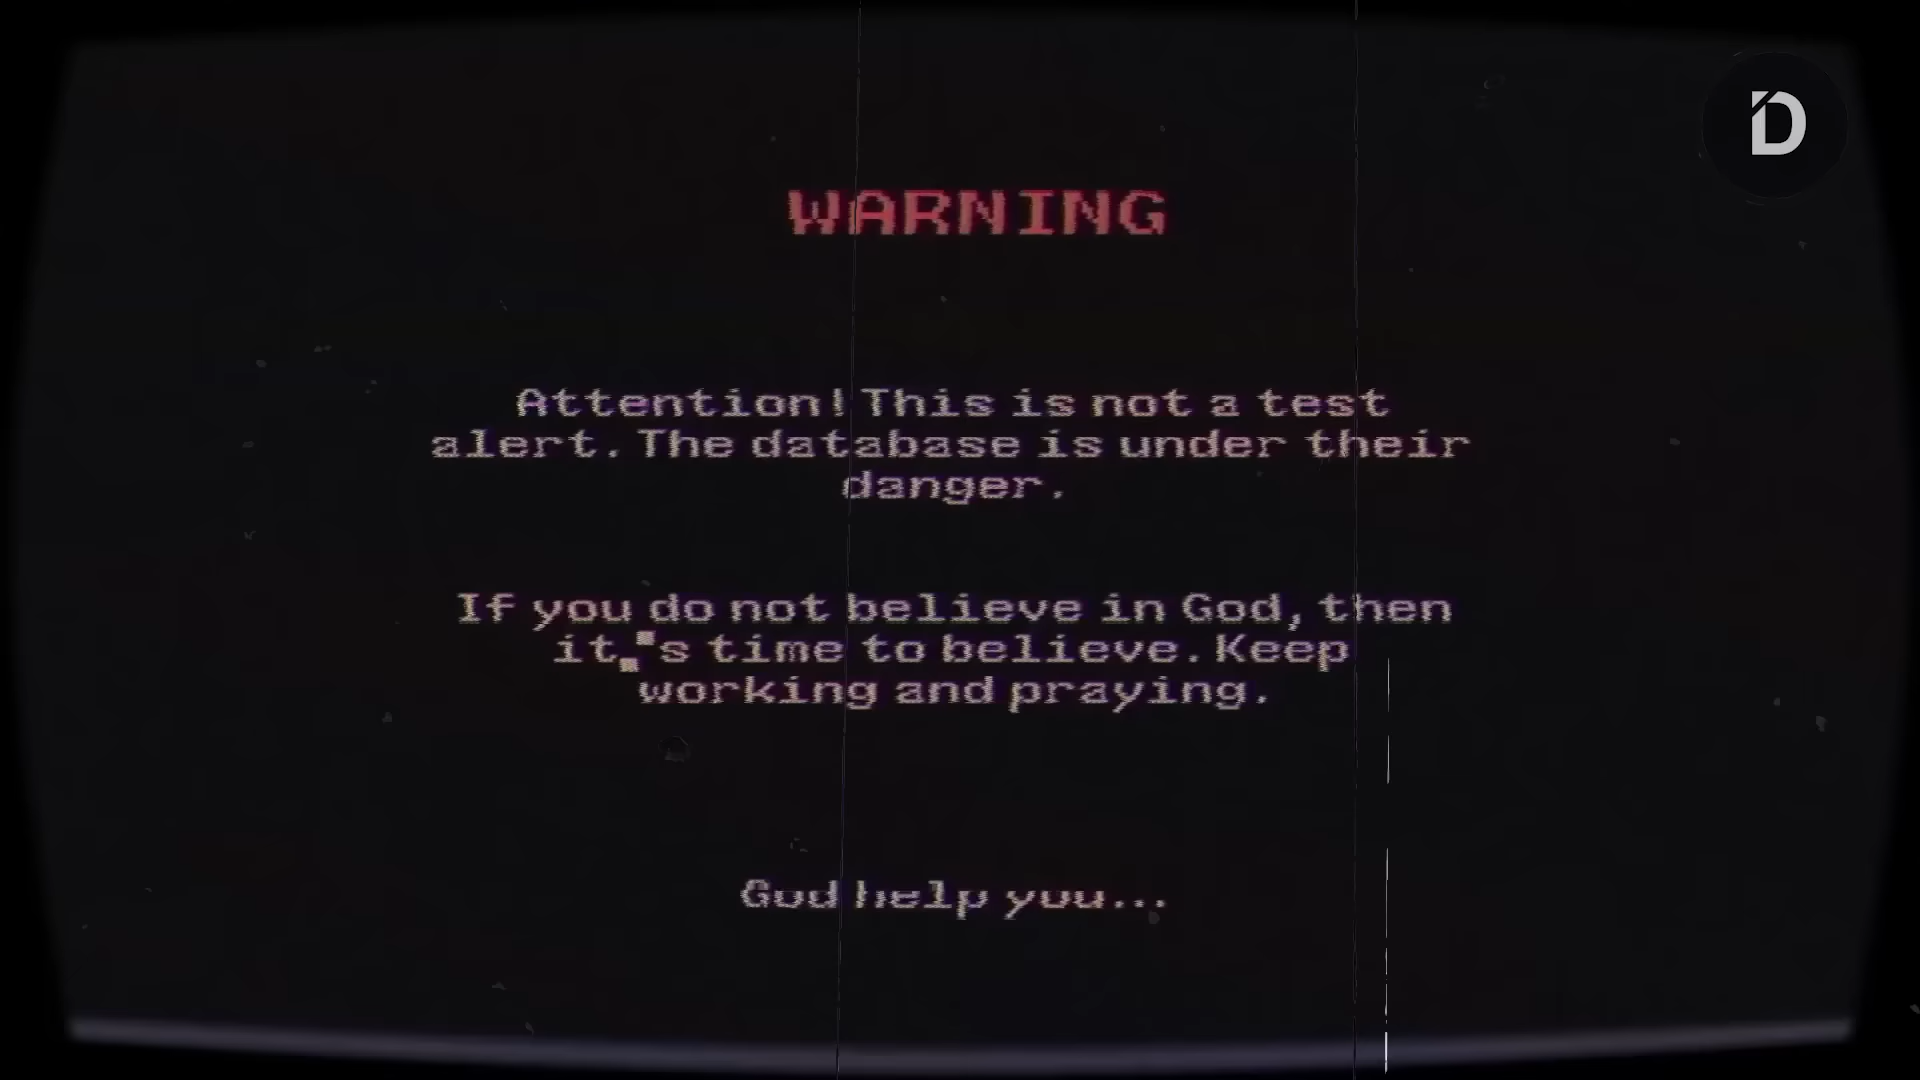 D
WARNING
Attention! This is not a test
alert. The database is under their
danger.
If you do not believe in God, then
it's time to believe. Keep
working and praying.
God help you...